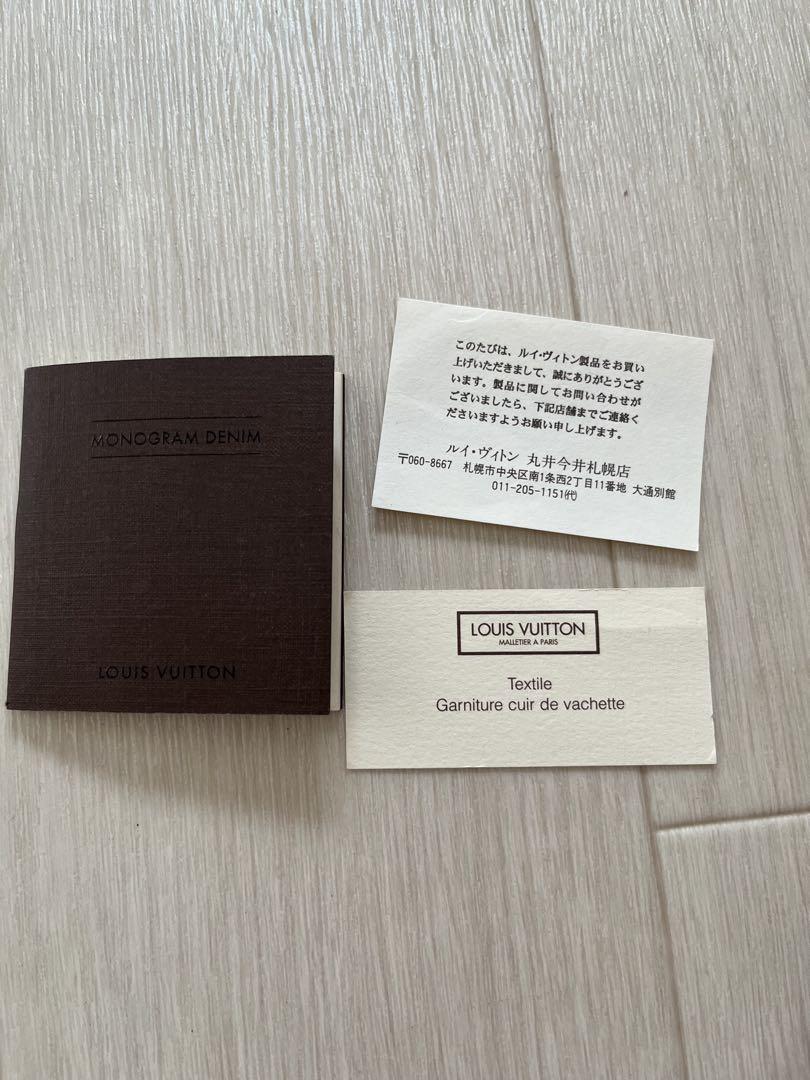 MONOGRAM DENIM
LOUIS VUITTON
このたびは、ルイ・ヴィトン製品をお買い
上げいただきまして、誠にありがとうござ
います。製品に関してお問い合わせが
ございましたら、下記店舗までご連絡く
ださいますようお願い申し上げます。
ルイ・ヴィトン 丸井今井札幌店
〒060-8667 札幌市中央区南1条西2丁目11番地 大通別館
011-205-1151㈹
LOUIS VUITTON
MALLETIER A PARIS
Textile
Garniture cuir de vachette